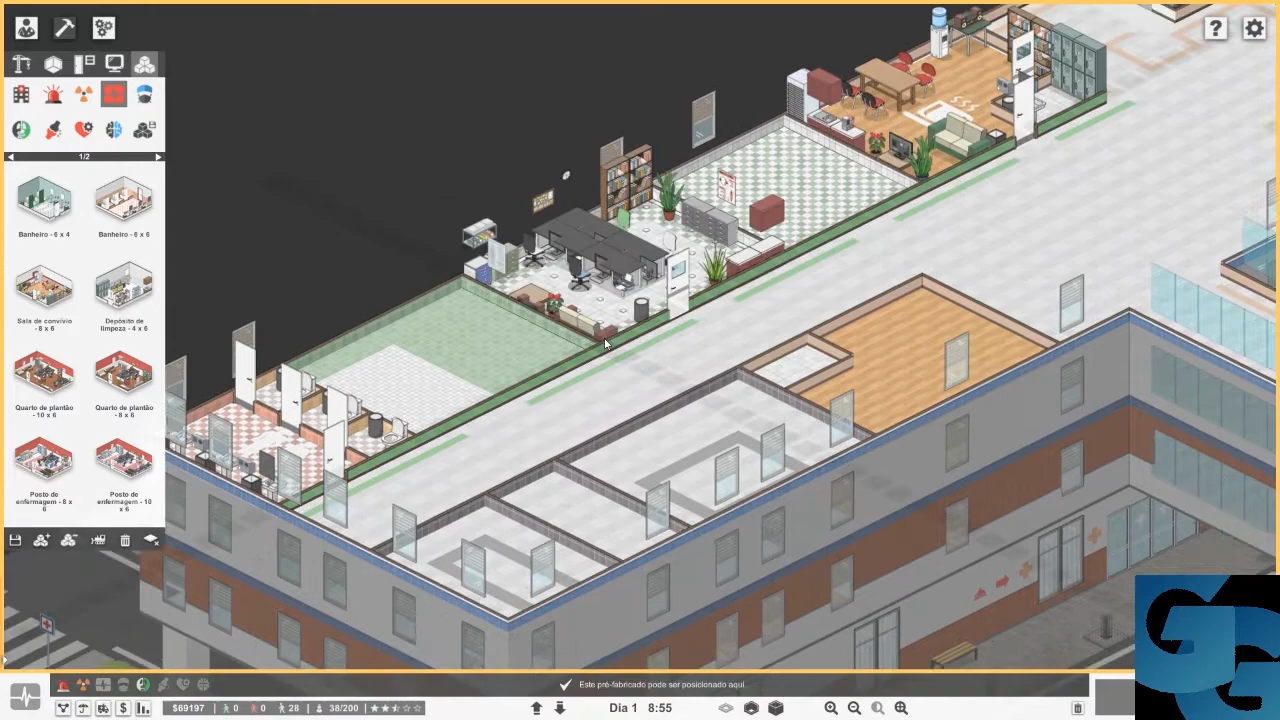 ?
1/2
Banheiro - 6 x 4
Banheiro - 6 x 6
Sala de convívio
- 8 x 6
Depósito de
limpeza - 4 x 6
Quarto de plantão
- 10 x 6
Quarto de plantão
- 8 x 6
Posto de
enfermagem - 8 x
6
Posto de
enfermagem - 10
x 6
Este pré-fabricado pode ser posicionado aqui.
$69197
0
0
28
38/200
Dia 1
8:55